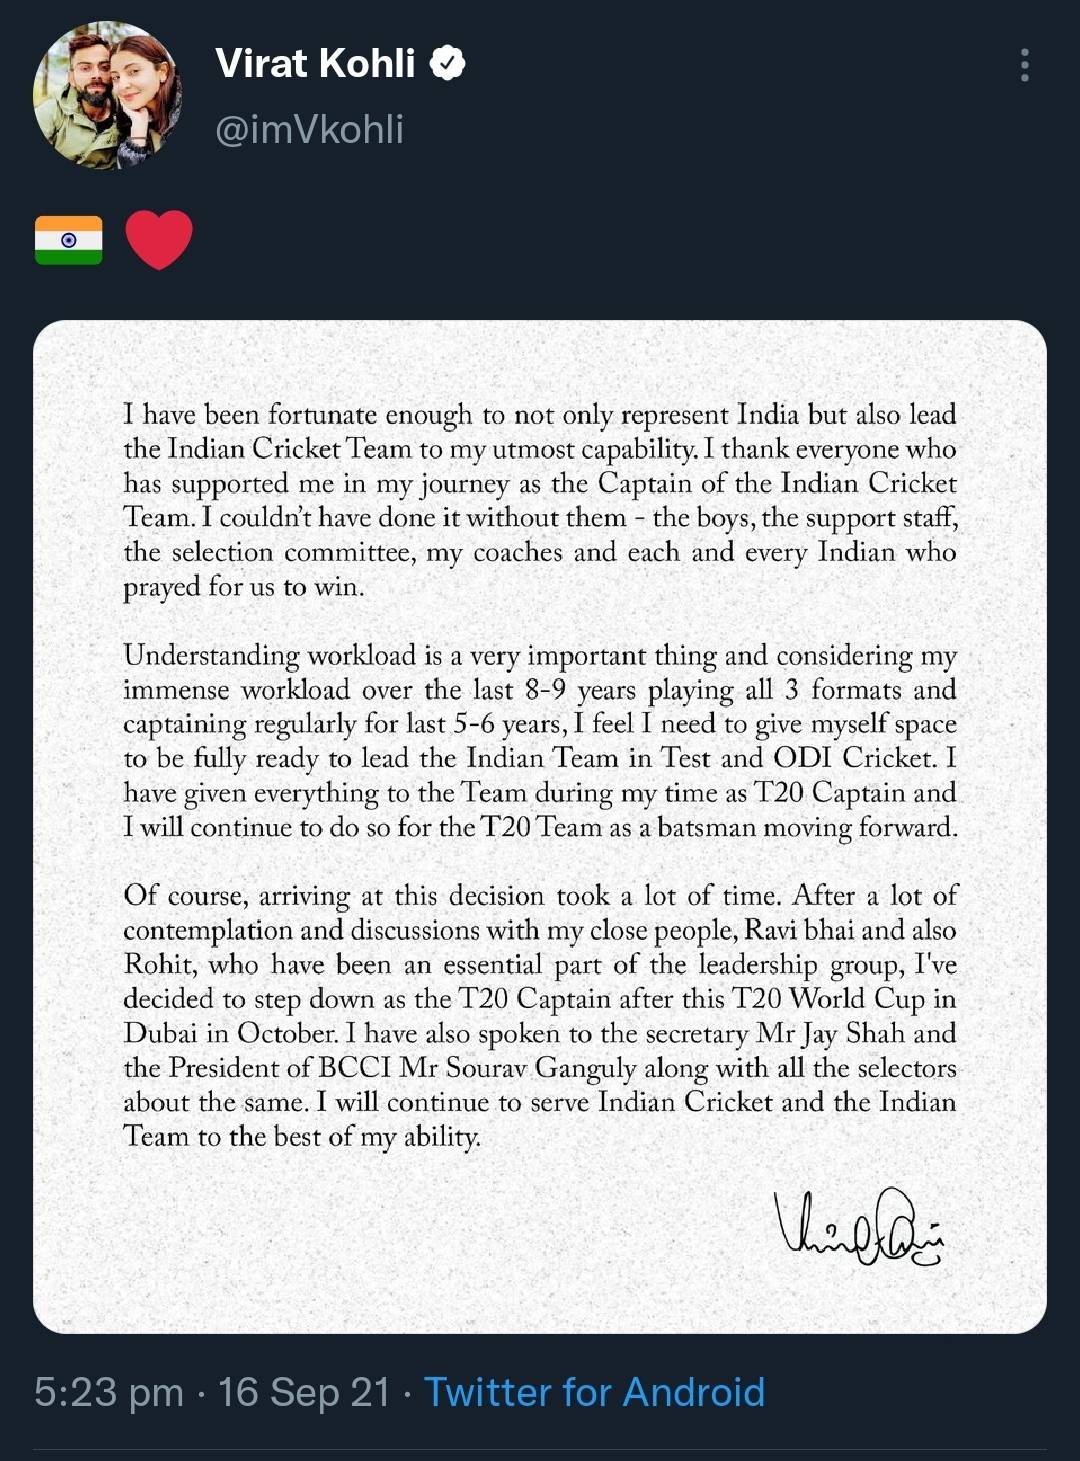 Virat Kohli
@imVkohli
I have been fortunate enough to not only represent India but also lead
the Indian Cricket Team to my utmost capability. I thank everyone who
has supported me in my journey as the Captain of the Indian Cricket
Team. I couldn't have done it without them - the boys, the support staff,
the selection committee, my coaches and each and every Indian who
prayed for us to win.
Understanding workload is a very important thing and considering my
immense workload over the last 8-9 years playing all 3 formats and
captaining regularly for last 5-6 years, I feel I need to give myself space
to be fully ready to lead the Indian Team in Test and ODI Cricket. I
have given everything to the Team during my time as T20 Captain and
I will continue to do so for the T20 Team as a batsman moving forward.
Of course, arriving at this decision took a lot of time. After a lot of
contemplation and discussions with my close people, Ravi bhai and also
Rohit, who have been an essential part of the leadership group, I've
decided to step down as the T20 Captain after this T20 World Cup in
Dubai in October. I have also spoken to the secretary Mr Jay Shah and
the President of BCCI Mr Sourav Ganguly along with all the selectors
about the same. I will continue to serve Indian Cricket and the Indian
Team to the best of my ability.
5:23 pm · 16 Sep 21 · Twitter for Android